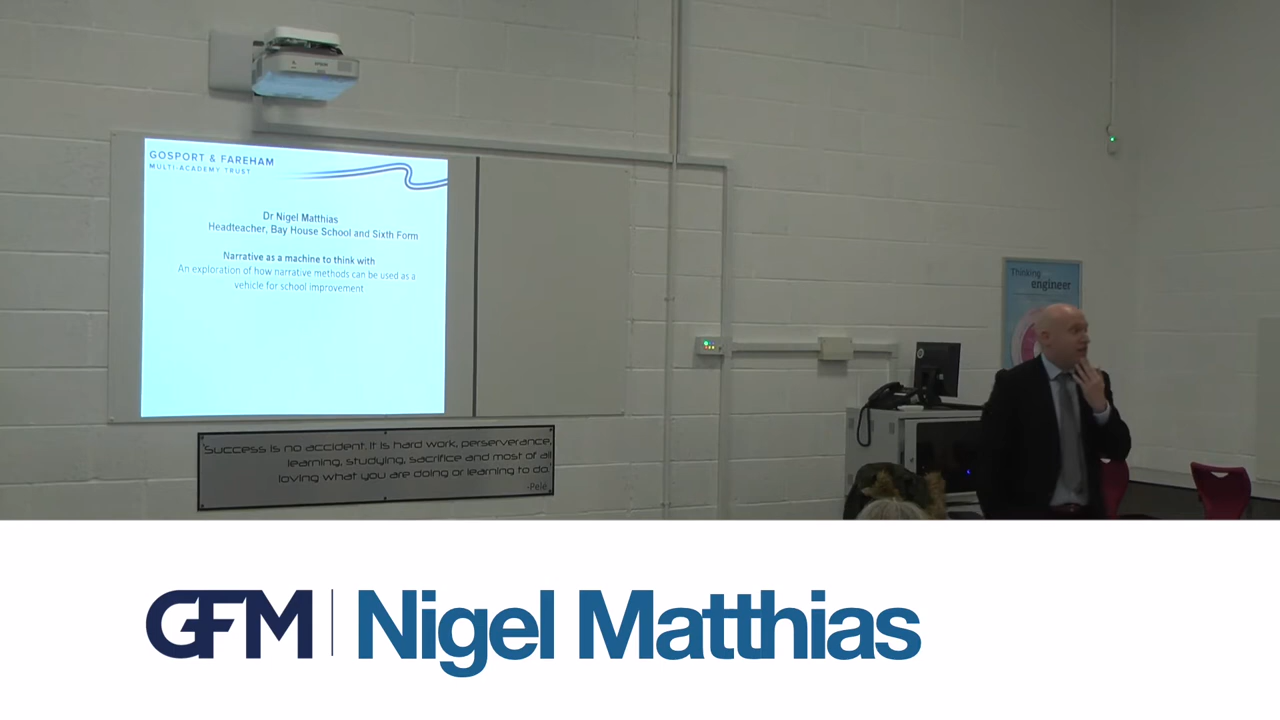 GOSPORT & FAREHAM
MULTI-ACADEMY TRUST
Dr Nigel Matthias
Headteacher, Bay House School and Sixth Form
Narrative as a machine to think with
An exploration of how narrative methods can be used as a
vehicle for school improvement
Thinking
engineer
"Success is no accident. It is hard work, perserverance,
learning, studying, sacrifice and most of all
loving what you are doing or learning to do."
-Pele
GFM Nigel Matthias